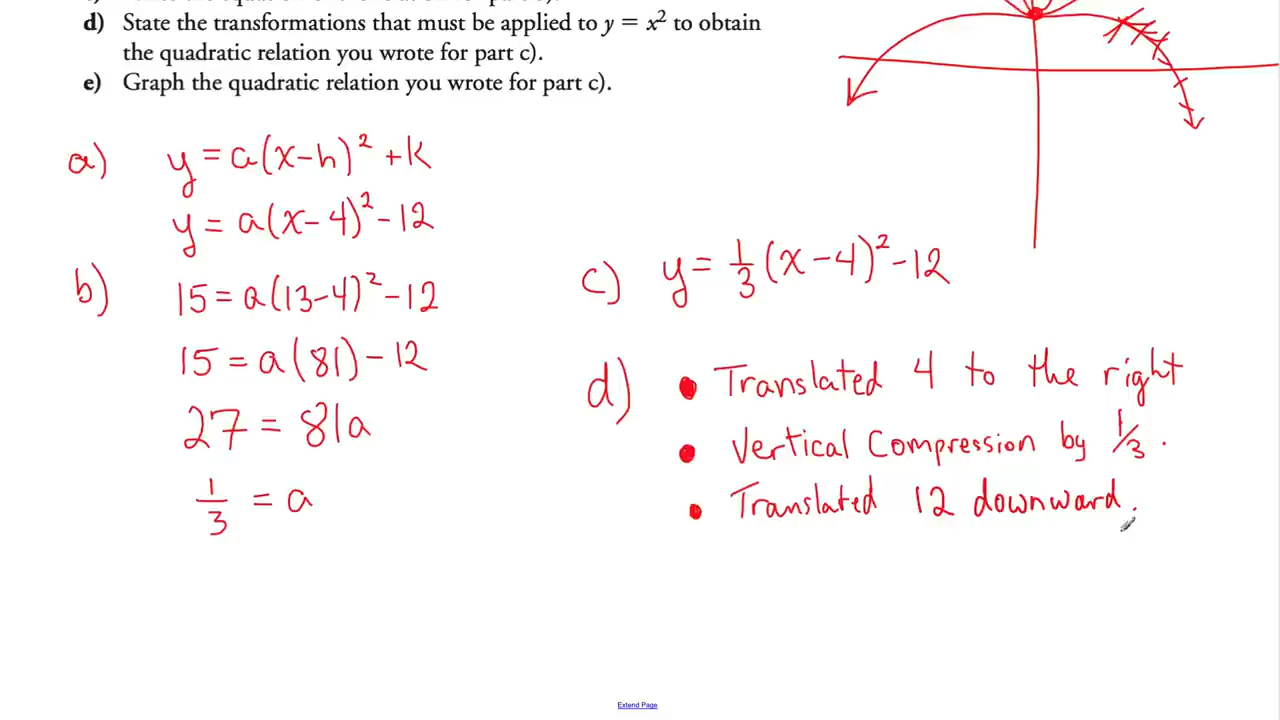 d) State the transformations that must be applied to y = x² to obtain
the quadratic relation you wrote for part c).
e) Graph the quadratic relation you wrote for part c).
a) y = a(x-h)² + k
y = a(x-4)² - 12
b) 15 = a(13-4)² - 12
15 = a(81) - 12
27 = 81a
1/3 = a
c) y = 1/3 (x-4)² - 12
d) • Translated 4 to the right
• Vertical Compression by 1/3.
• Translated 12 downward.
Extend Page